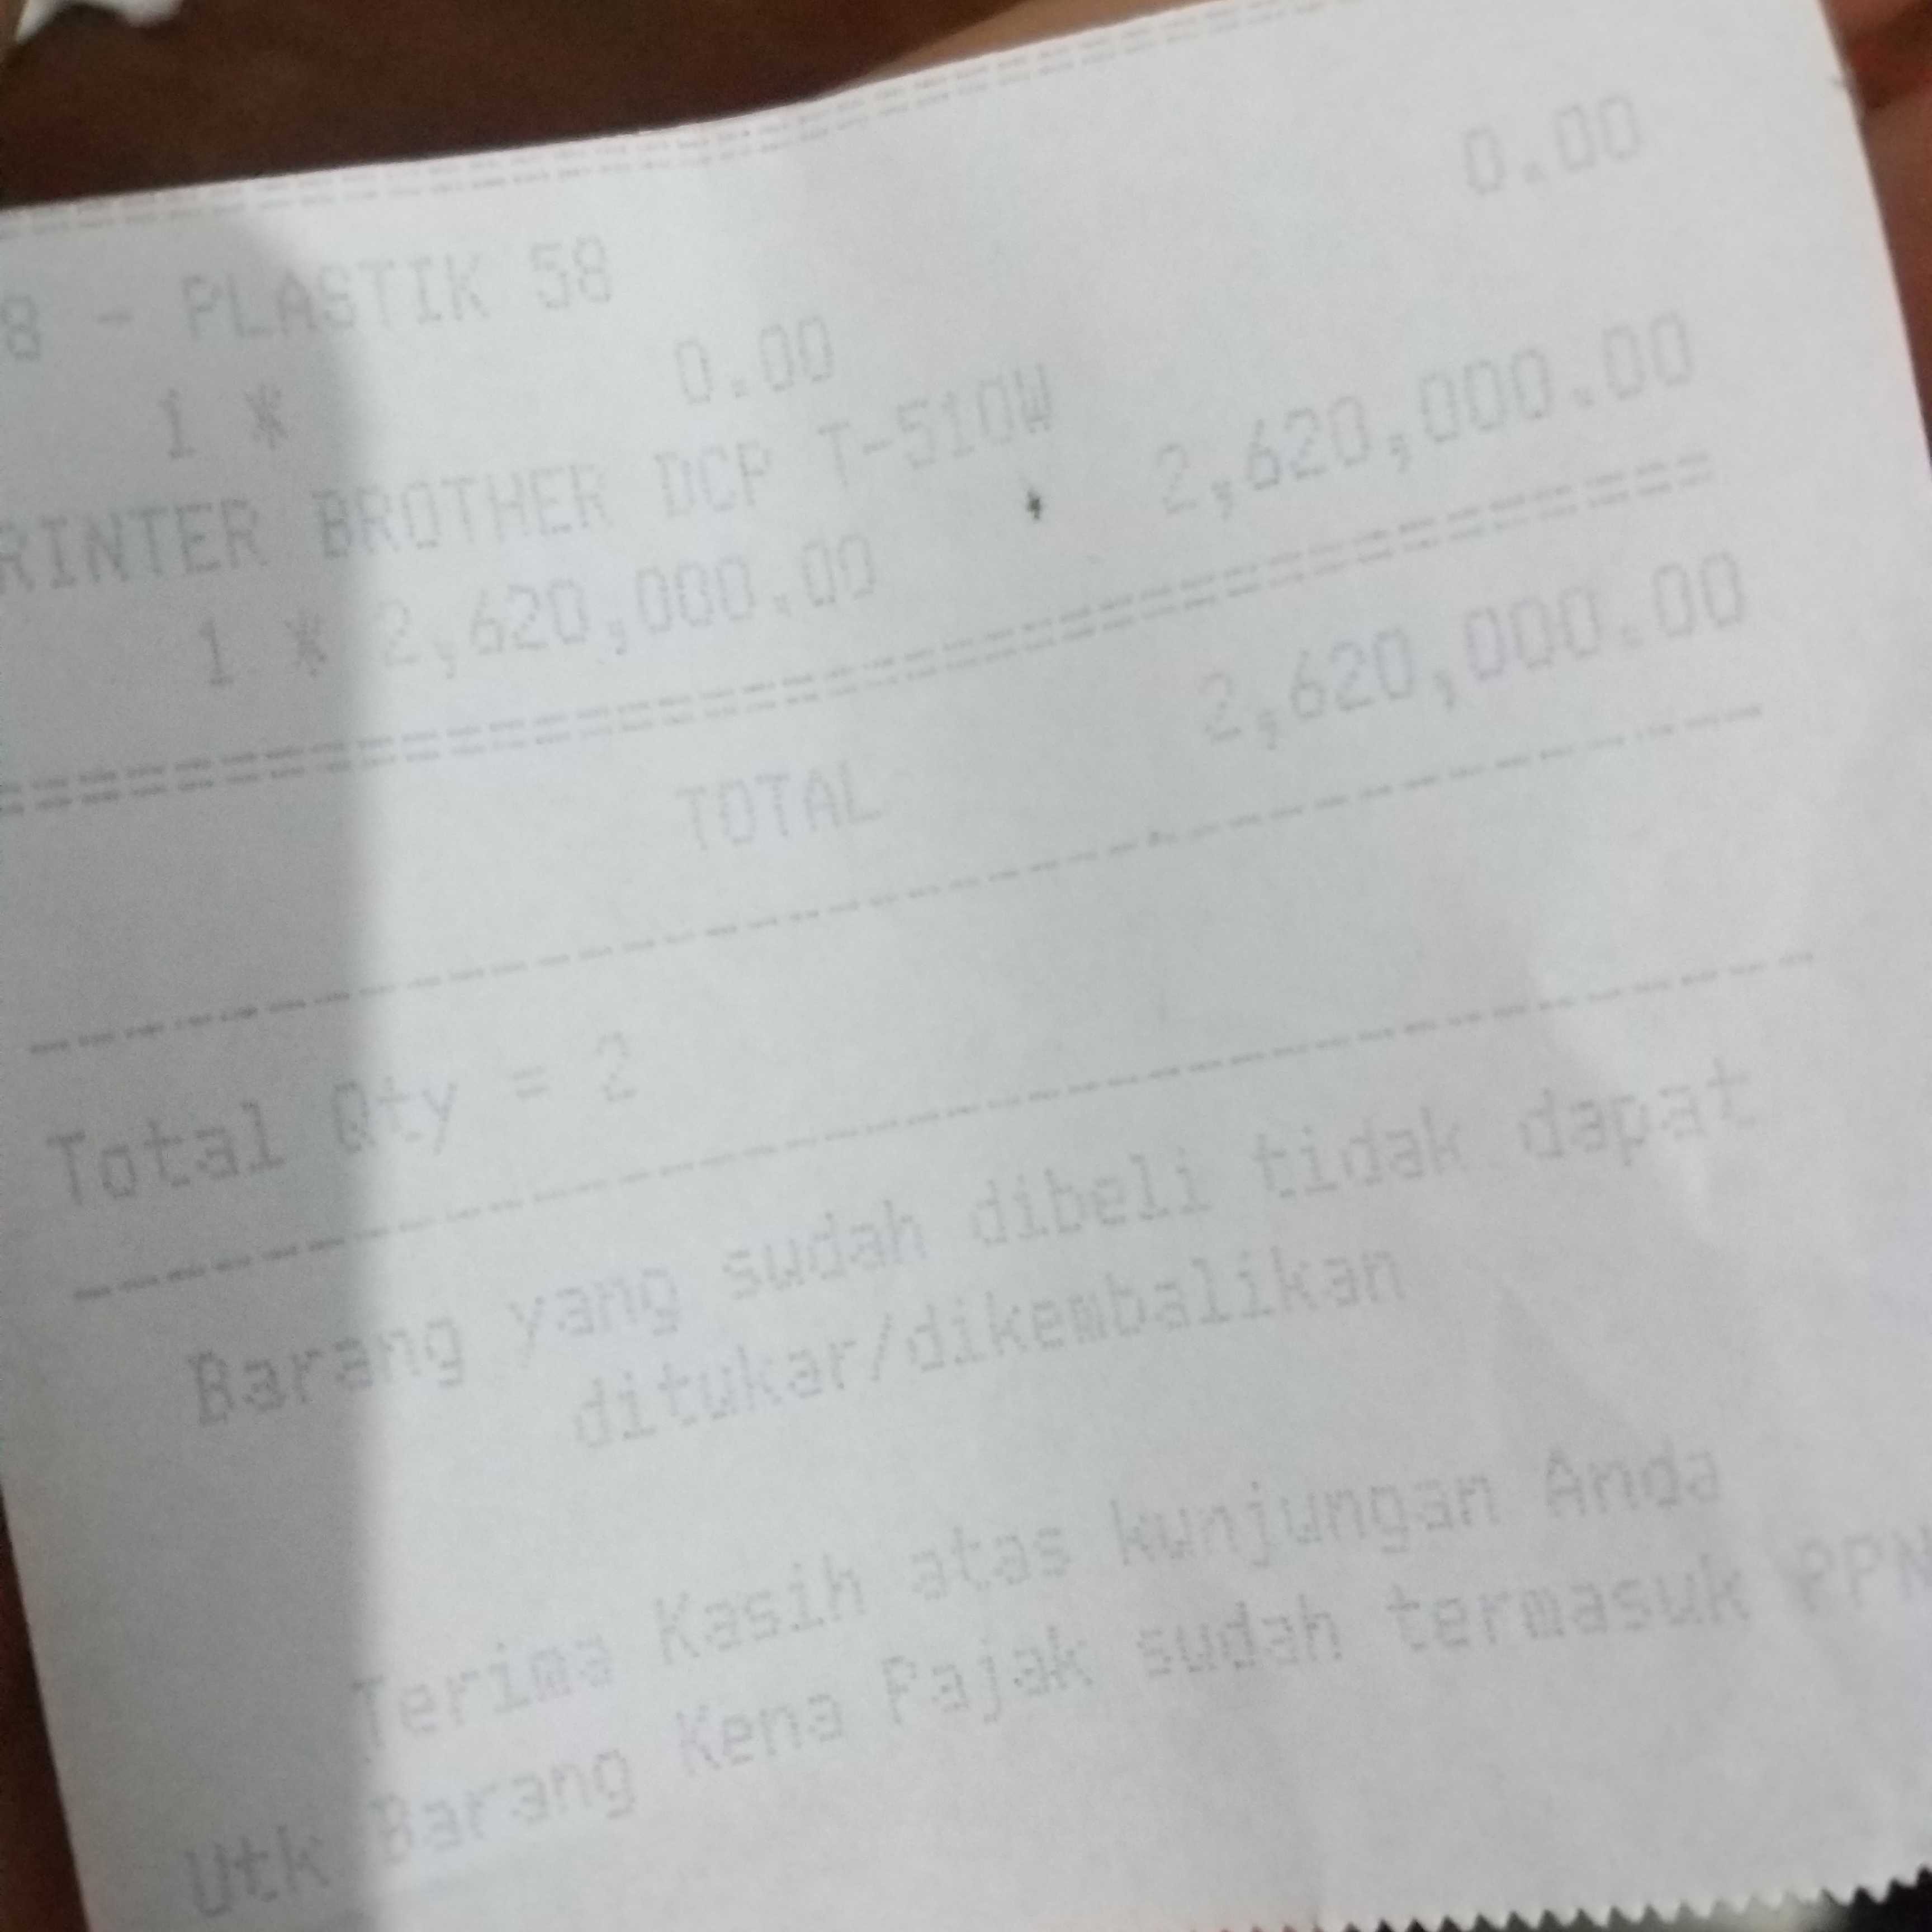 8 - PLASTIK 58
1 * 0.00 0.00
RINTER BROTHER DCP T-510W
1 * 2,620,000.00 2,620,000.00
TOTAL 2,620,000.00
Total Qty = 2
Barang yang sudah dibeli tidak dapat
ditukar/dikembalikan
Terima Kasih atas kunjungan Anda
Utk Barang Kena Pajak sudah termasuk PPN